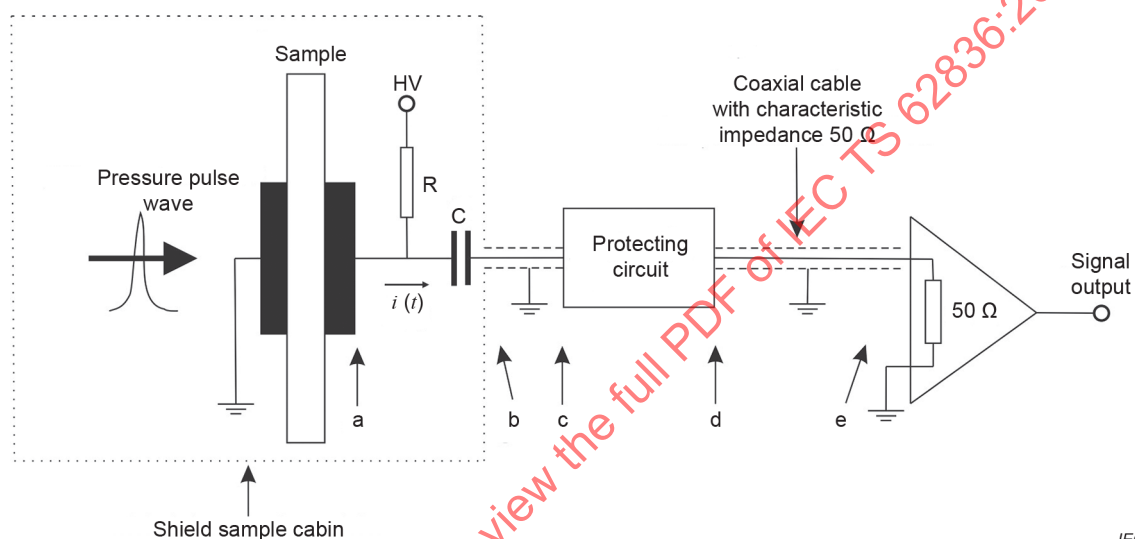 Sample
HV
R
C
Pressure pulse
wave
i (t)
Coaxial cable
with characteristic
impedance 50 Ω
Protecting
circuit
50 Ω
Signal
output
a
b
c
d
e
Shield sample cabin
view the full PDF of IEC TS 62836:20